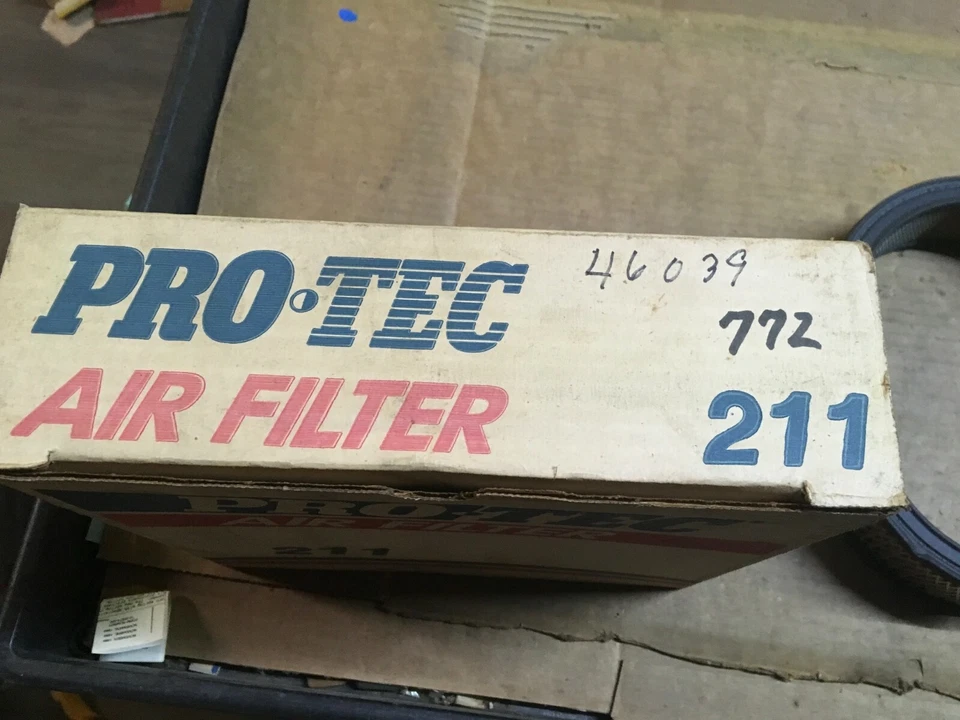 PRO•TEC
46039
772
AIR FILTER
211
PRO•TEC
AIR FILTER
211